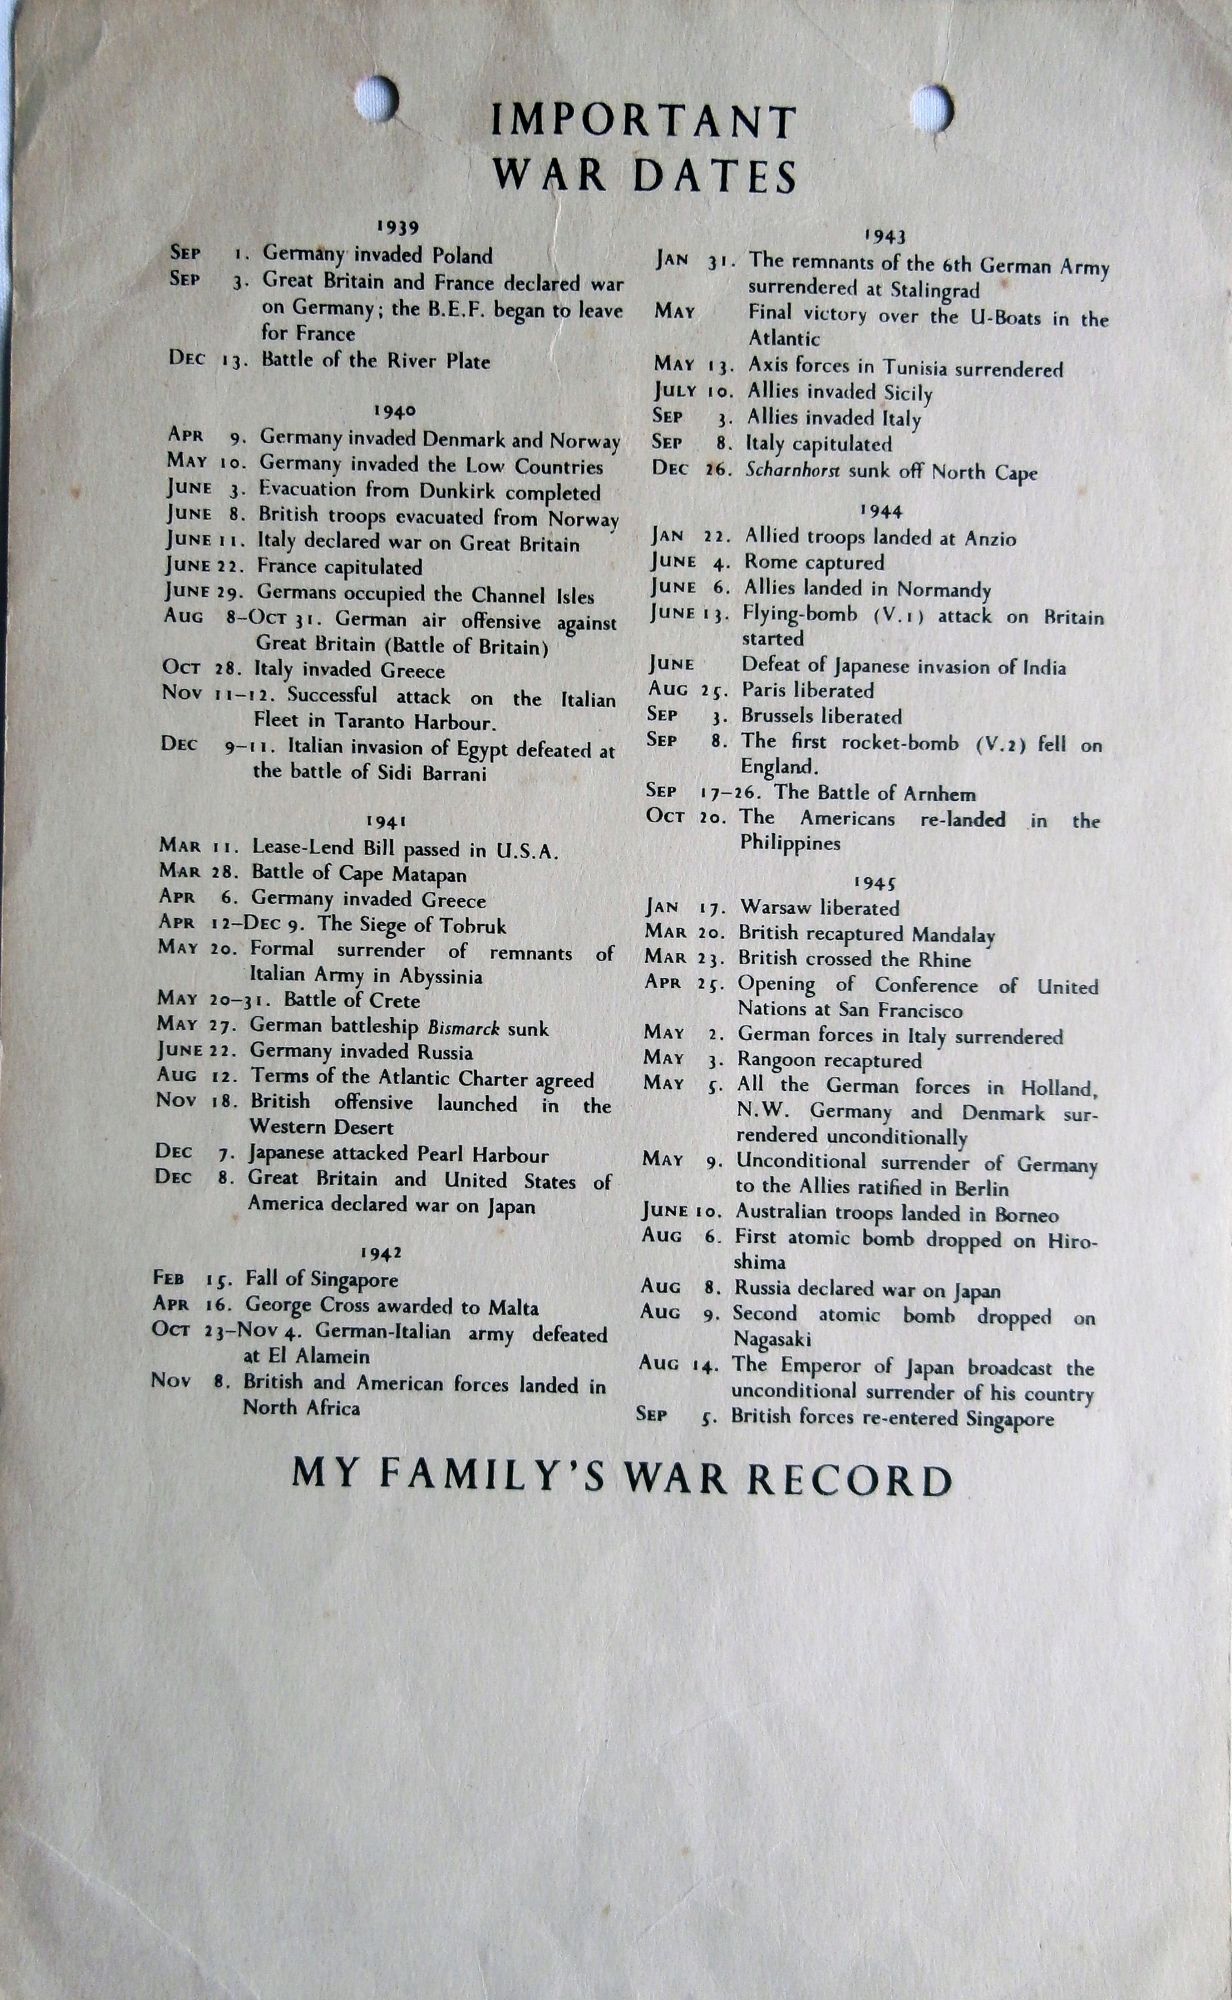 IMPORTANT
WAR DATES
1939
SEP 1. Germany invaded Poland
SEP 3. Great Britain and France declared war
on Germany; the B.E.F. began to leave
for France
DEC 13. Battle of the River Plate
1940
APR 9. Germany invaded Denmark and Norway
MAY 10. Germany invaded the Low Countries
JUNE 3. Evacuation from Dunkirk completed
JUNE 8. British troops evacuated from Norway
JUNE 11. Italy declared war on Great Britain
JUNE 22. France capitulated
JUNE 29. Germans occupied the Channel Isles
AUG 8–OCT 31. German air offensive against
Great Britain (Battle of Britain)
OCT 28. Italy invaded Greece
NOV 11–12. Successful attack on the Italian
Fleet in Taranto Harbour.
DEC 9–11. Italian invasion of Egypt defeated at
the battle of Sidi Barrani
1941
MAR 11. Lease-Lend Bill passed in U.S.A.
MAR 28. Battle of Cape Matapan
APR 6. Germany invaded Greece
APR 12–DEC 9. The Siege of Tobruk
MAY 20. Formal surrender of remnants of
Italian Army in Abyssinia
MAY 20–31. Battle of Crete
MAY 27. German battleship Bismarck sunk
JUNE 22. Germany invaded Russia
AUG 12. Terms of the Atlantic Charter agreed
NOV 18. British offensive launched in the
Western Desert
DEC 7. Japanese attacked Pearl Harbour
DEC 8. Great Britain and United States of
America declared war on Japan
1942
FEB 15. Fall of Singapore
APR 16. George Cross awarded to Malta
OCT 23–NOV 4. German-Italian army defeated
at El Alamein
NOV 8. British and American forces landed in
North Africa
1943
JAN 31. The remnants of the 6th German Army
surrendered at Stalingrad
MAY Final victory over the U-Boats in the
Atlantic
MAY 13. Axis forces in Tunisia surrendered
JULY 10. Allies invaded Sicily
SEP 3. Allies invaded Italy
SEP 8. Italy capitulated
DEC 26. Scharnhorst sunk off North Cape
1944
JAN 22. Allied troops landed at Anzio
JUNE 4. Rome captured
JUNE 6. Allies landed in Normandy
JUNE 13. Flying-bomb (V.1) attack on Britain
started
JUNE Defeat of Japanese invasion of India
AUG 25. Paris liberated
SEP 3. Brussels liberated
SEP 8. The first rocket-bomb (V.2) fell on
England.
SEP 17–26. The Battle of Arnhem
OCT 20. The Americans re-landed in the
Philippines
1945
JAN 17. Warsaw liberated
MAR 20. British recaptured Mandalay
MAR 23. British crossed the Rhine
APR 25. Opening of Conference of United
Nations at San Francisco
MAY 2. German forces in Italy surrendered
MAY 3. Rangoon recaptured
MAY 5. All the German forces in Holland,
N.W. Germany and Denmark sur-
rendered unconditionally
MAY 9. Unconditional surrender of Germany
to the Allies ratified in Berlin
JUNE 10. Australian troops landed in Borneo
AUG 6. First atomic bomb dropped on Hiro-
shima
AUG 8. Russia declared war on Japan
AUG 9. Second atomic bomb dropped on
Nagasaki
AUG 14. The Emperor of Japan broadcast the
unconditional surrender of his country
SEP 5. British forces re-entered Singapore
MY FAMILY'S WAR RECORD